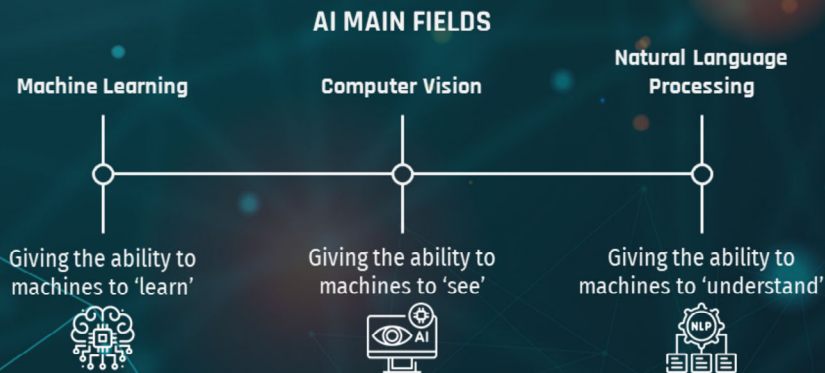 AI MAIN FIELDS
Machine Learning
Computer Vision
Natural Language
Processing
Giving the ability to
machines to ‘learn’
Giving the ability to
machines to ‘see’
Giving the ability to
machines to ‘understand’
AI
NLP